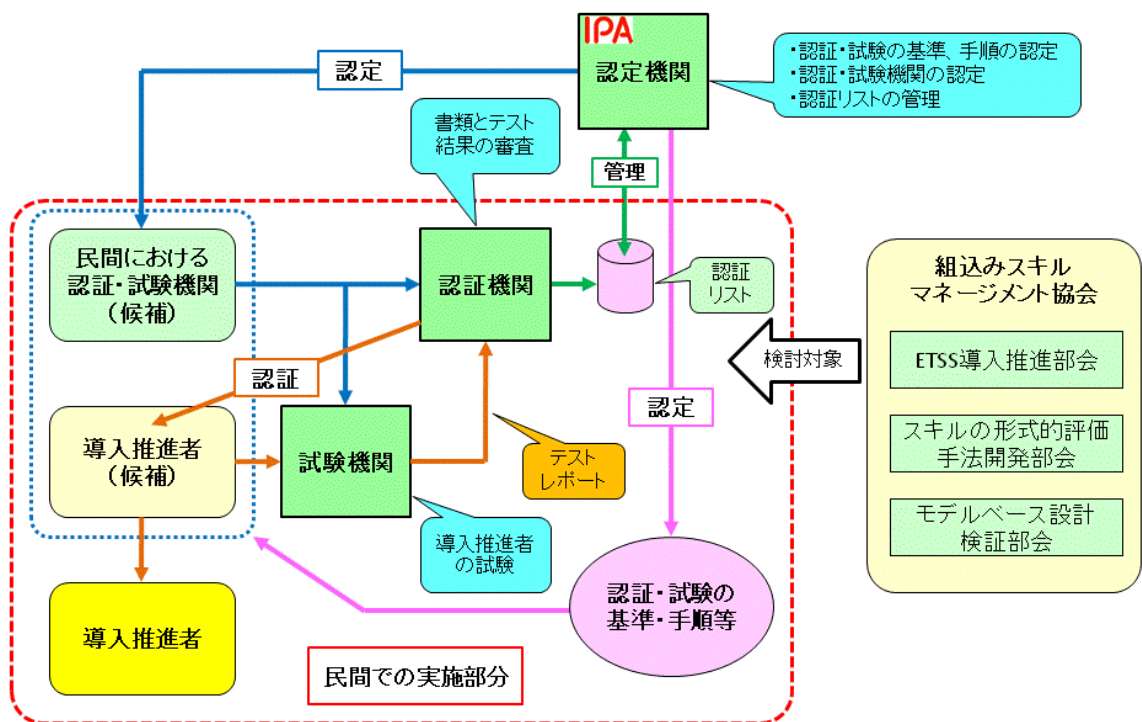 IPA
認定機関
・認証・試験の基準、手順の認定
・認証・試験機関の認定
・認証リストの管理
認定
書類とテスト
結果の審査
管理
民間における
認証・試験機関
(候補)
認証機関
認証
リスト
組込みスキル
マネージメント協会
ETSS導入推進部会
スキルの形式的評価
手法開発部会
モデルベース設計
検証部会
検討対象
認証
認定
導入推進者
(候補)
試験機関
テスト
レポート
導入推進者
の試験
認証・試験の
基準・手順等
導入推進者
民間での実施部分